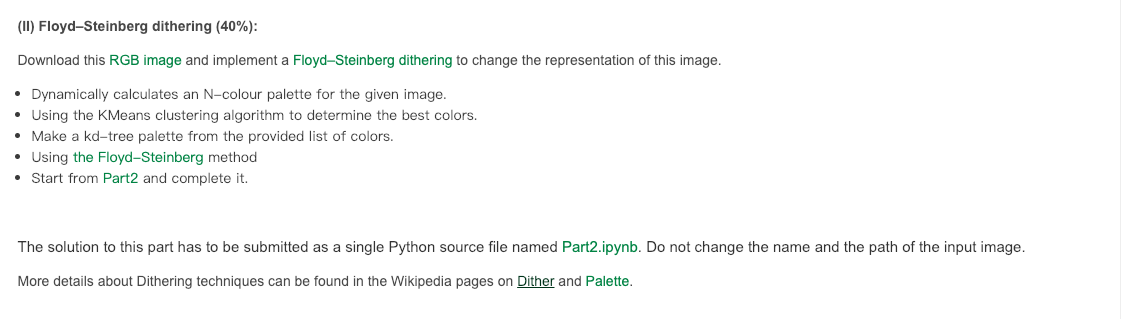 (II) Floyd–Steinberg dithering (40%):
Download this RGB image and implement a Floyd–Steinberg dithering to change the representation of this image.
• Dynamically calculates an N–colour palette for the given image.
• Using the KMeans clustering algorithm to determine the best colors.
• Make a kd–tree palette from the provided list of colors.
• Using the Floyd–Steinberg method
• Start from Part2 and complete it.
The solution to this part has to be submitted as a single Python source file named Part2.ipynb. Do not change the name and the path of the input image.
More details about Dithering techniques can be found in the Wikipedia pages on Dither and Palette.